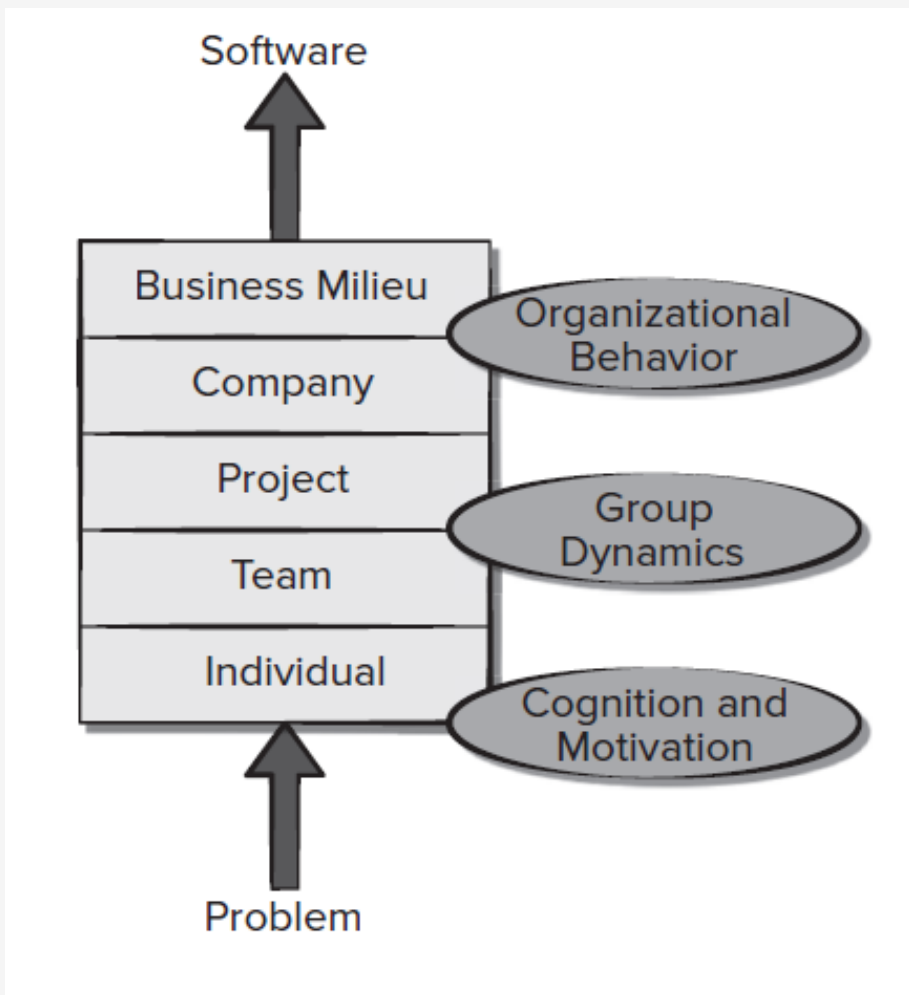 Software
Business Milieu
Organizational
Behavior
Company
Project
Group
Dynamics
Team
Individual
Cognition and
Motivation
Problem